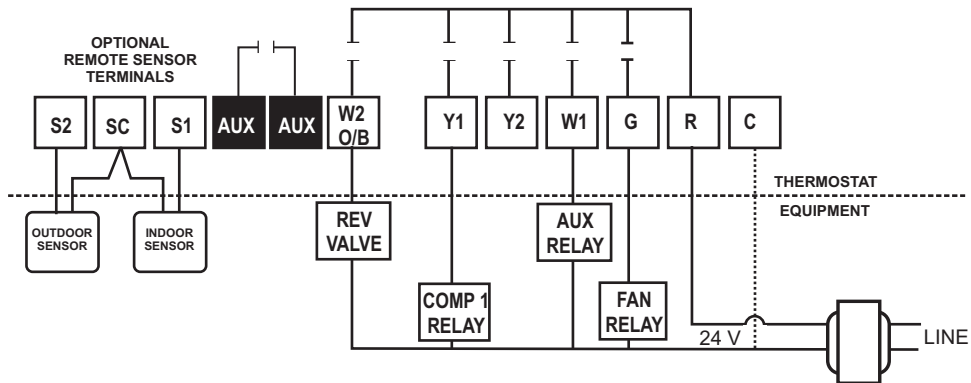 OPTIONAL
REMOTE SENSOR
TERMINALS
S2
SC
S1
AUX
AUX
W2
O/B
Y1
Y2
W1
G
R
C
THERMOSTAT
EQUIPMENT
OUTDOOR
SENSOR
INDOOR
SENSOR
REV
VALVE
AUX
RELAY
COMP 1
RELAY
FAN
RELAY
24 V
LINE